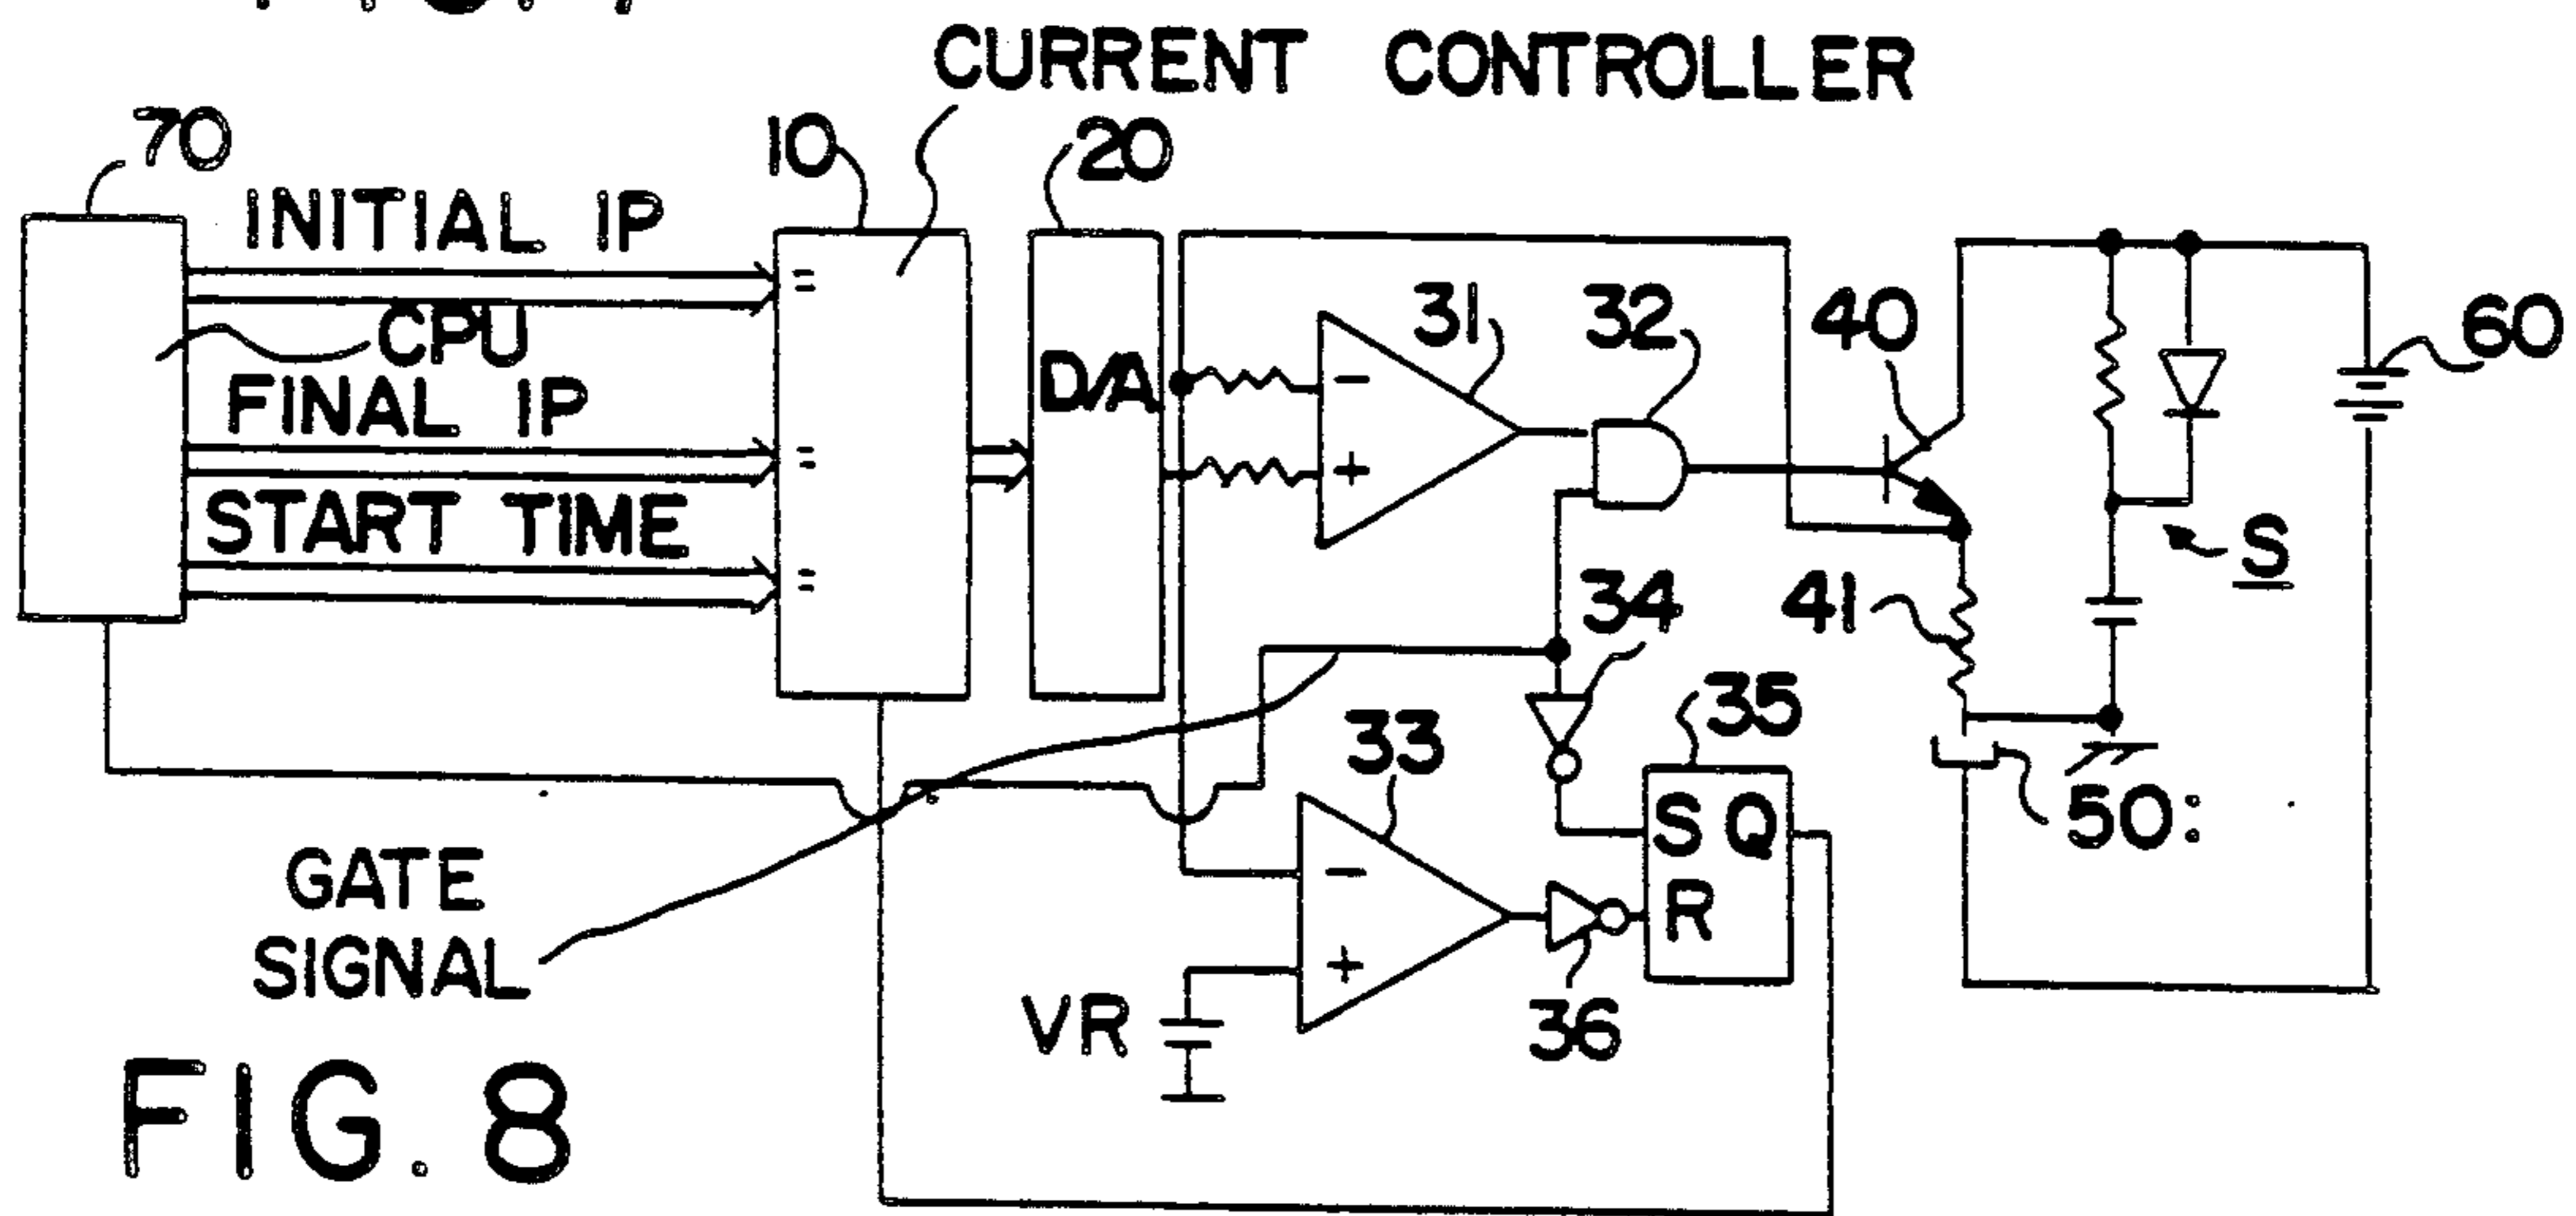 CURRENT CONTROLLER
70
10
20
INITIAL IP
CPU
FINAL IP
START TIME
D/A
31
32
40
60
-
+
S
34
41
35
33
50:
S Q
R
-
+
36
VR
GATE
SIGNAL
FIG. 8